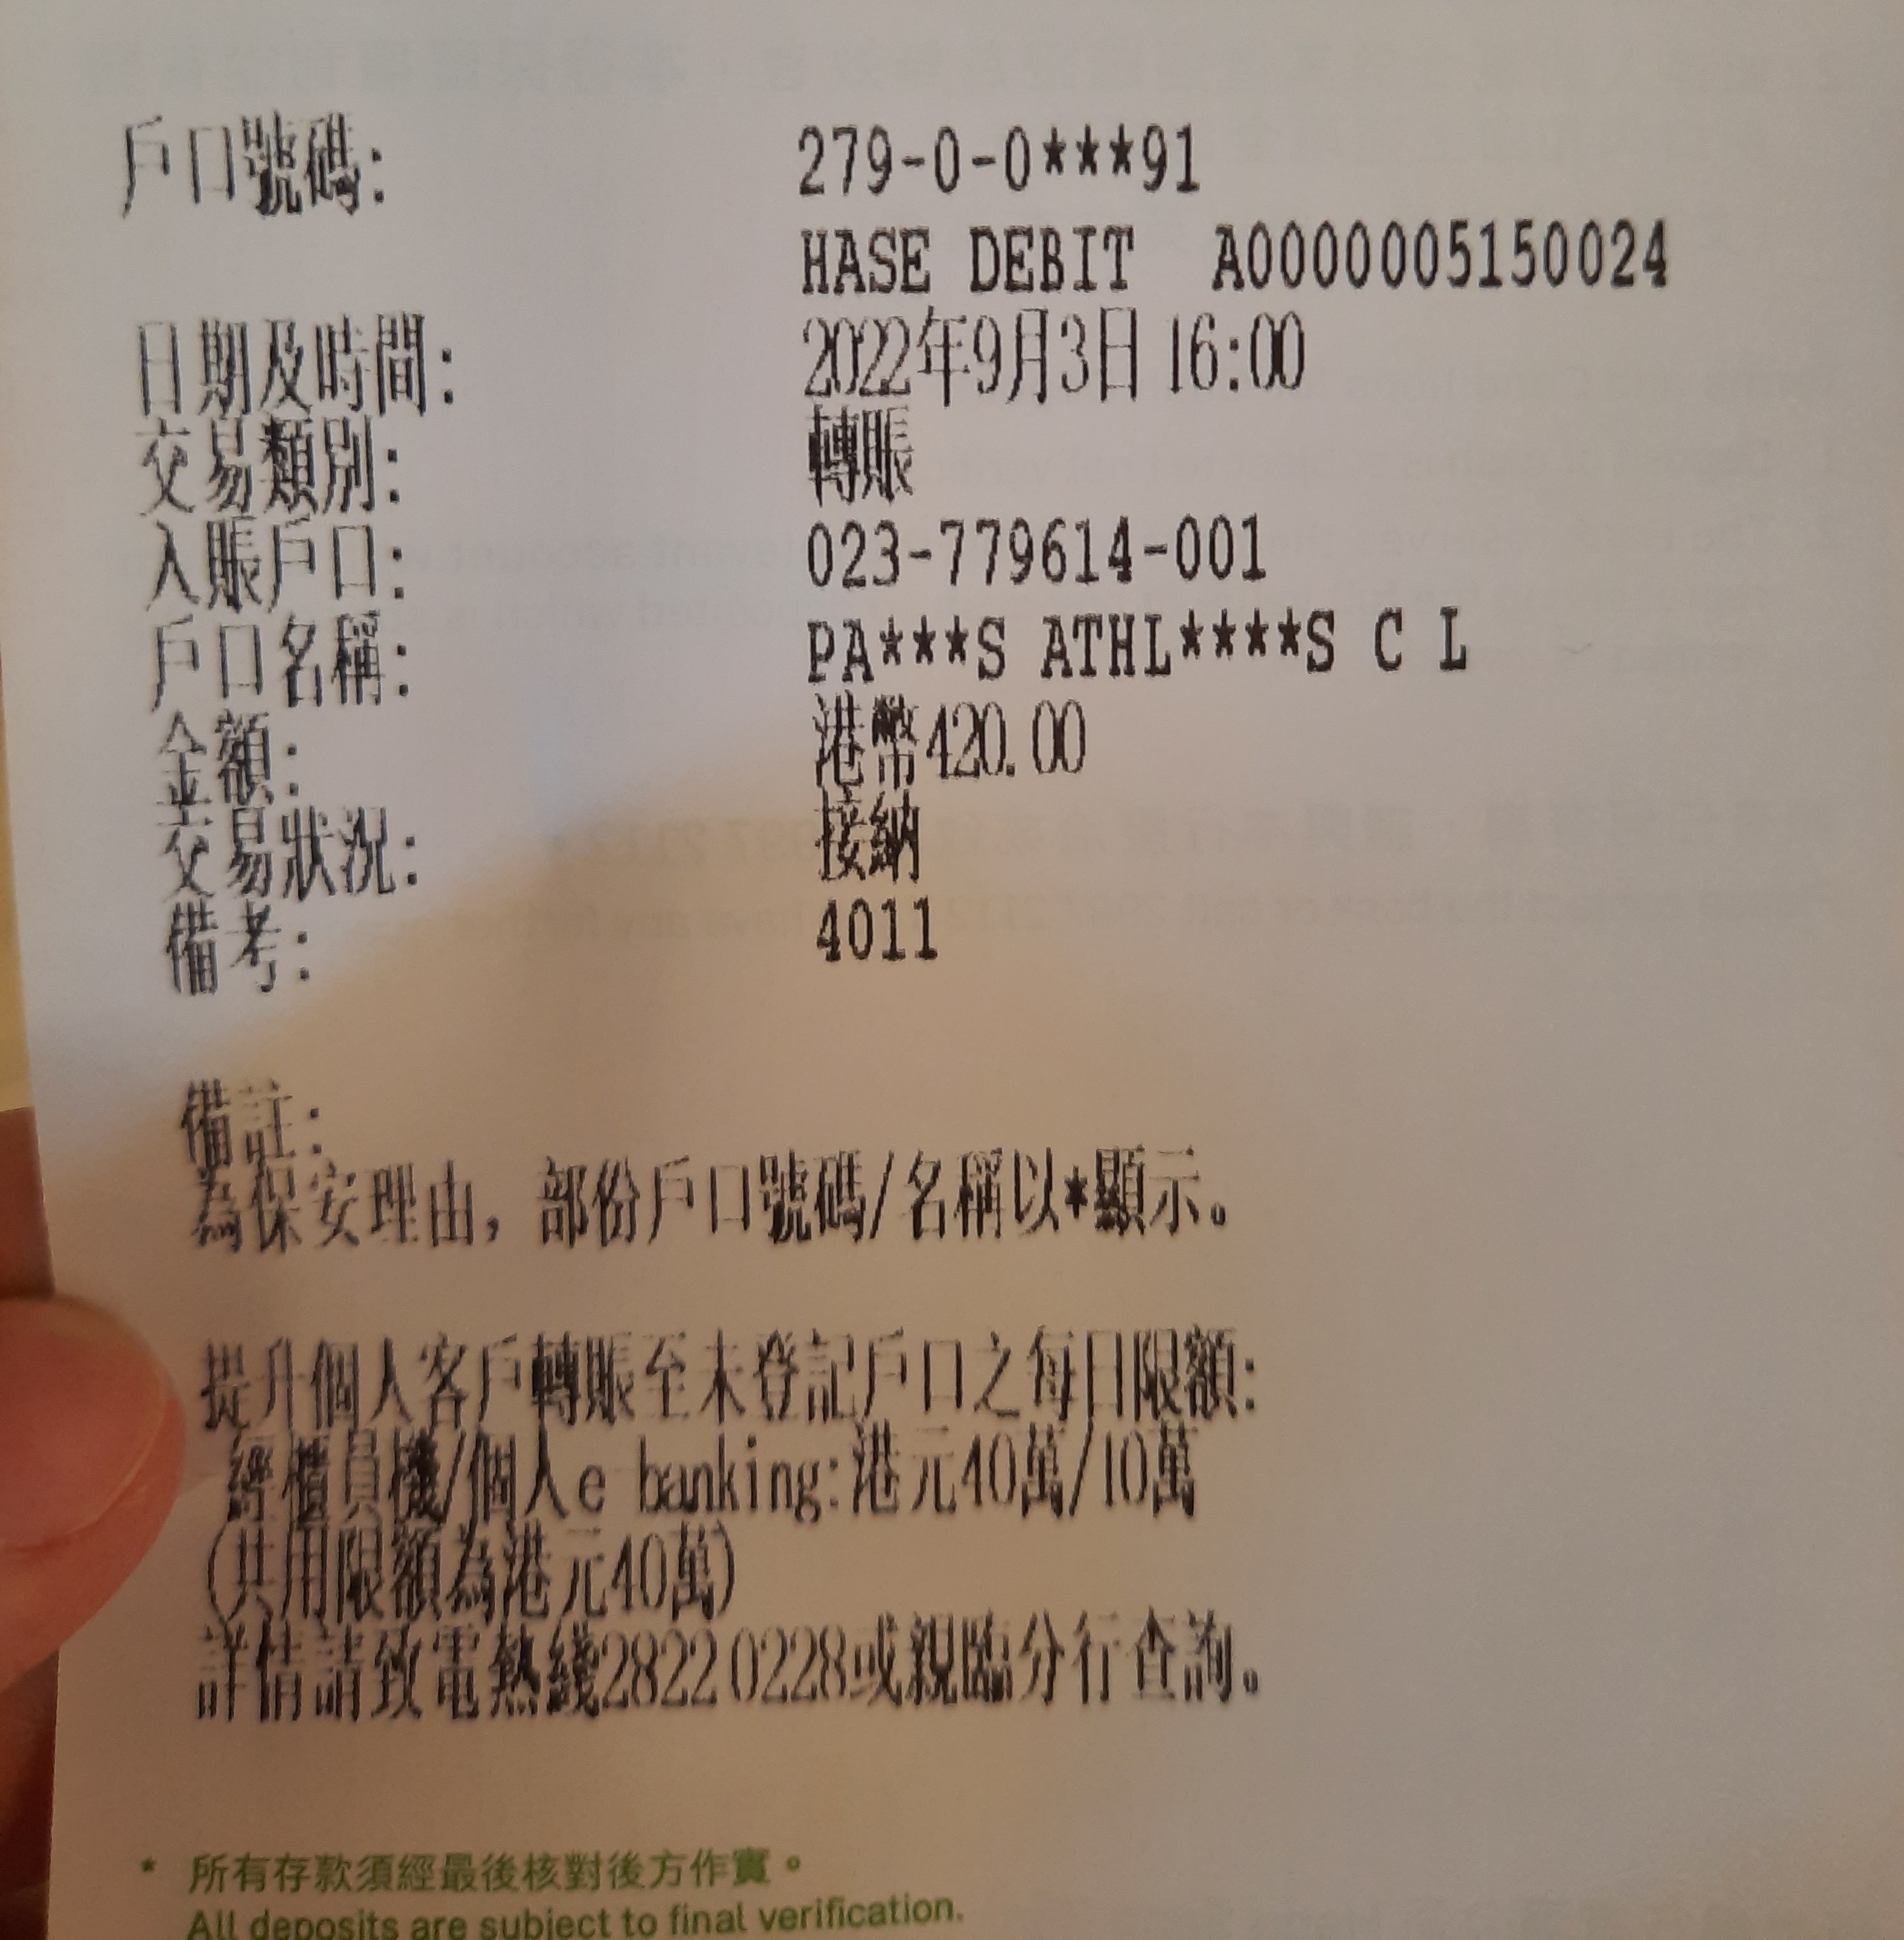 戶口號碼: 279-0-0***91
HASE DEBIT A0000005150024
日期及時間: 2022年9月3日 16:00
交易類別: 轉賬
入賬戶口: 023-779614-001
戶口名稱: PA***S ATHL****S C L
金額: 港幣420.00
交易狀況: 接納
備考: 4011
備註:
為保安理由, 部份戶口號碼/名稱以*顯示。
提升個人客戶轉賬至未登記戶口之每日限額:
經櫃員機/個人e banking:港元40萬/10萬
(共用限額為港元40萬)
詳情請致電熱綫2822 0228或親臨分行查詢。
* 所有存款須經最後核對後方作實。
All deposits are subject to final verification.